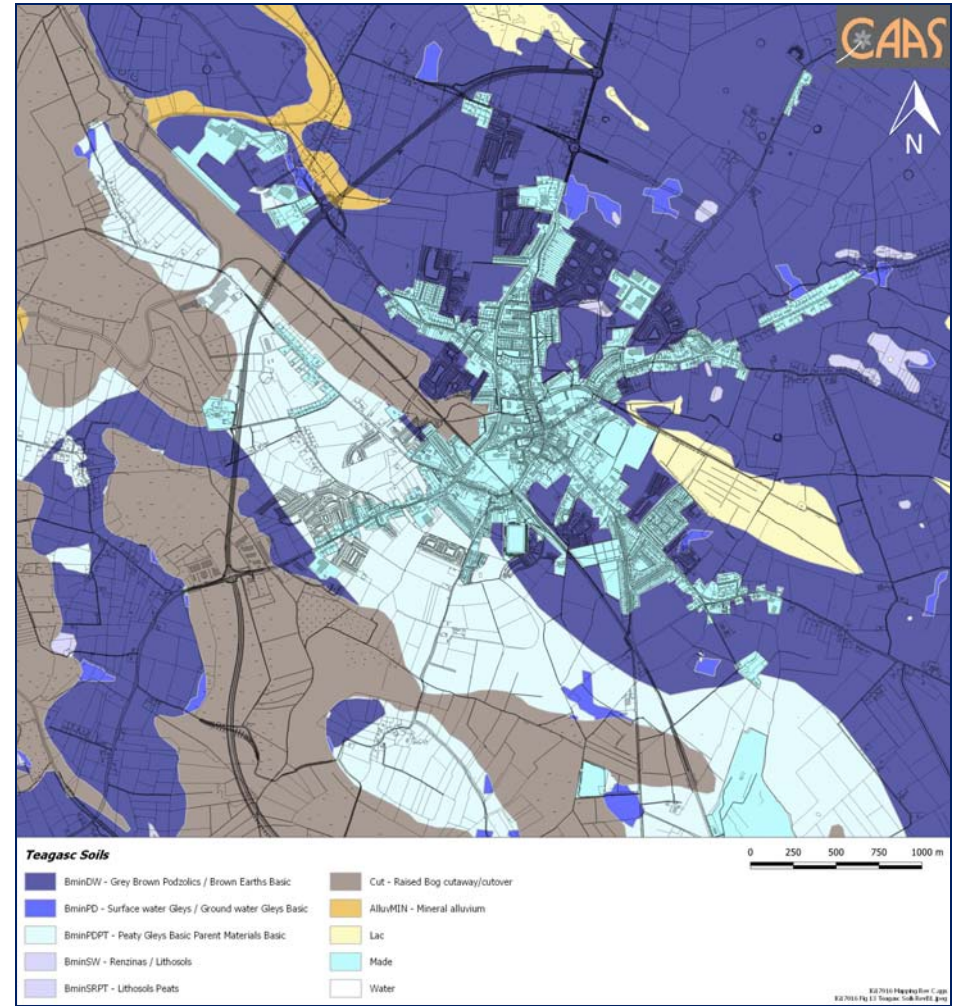 CAAS
N
Teagasc Soils
BminDW - Grey Brown Podzolics / Brown Earths Basic
BminPD - Surface water Gleys / Ground water Gleys Basic
BminPDPT - Peaty Gleys Basic Parent Materials Basic
BminSW - Renzinas / Lithosols
BminSRPT - Lithosols Peats
Cut - Raised Bog cutaway/cutover
AlluvMIN - Mineral alluvium
Lac
Made
Water
0 250 500 750 1000 m